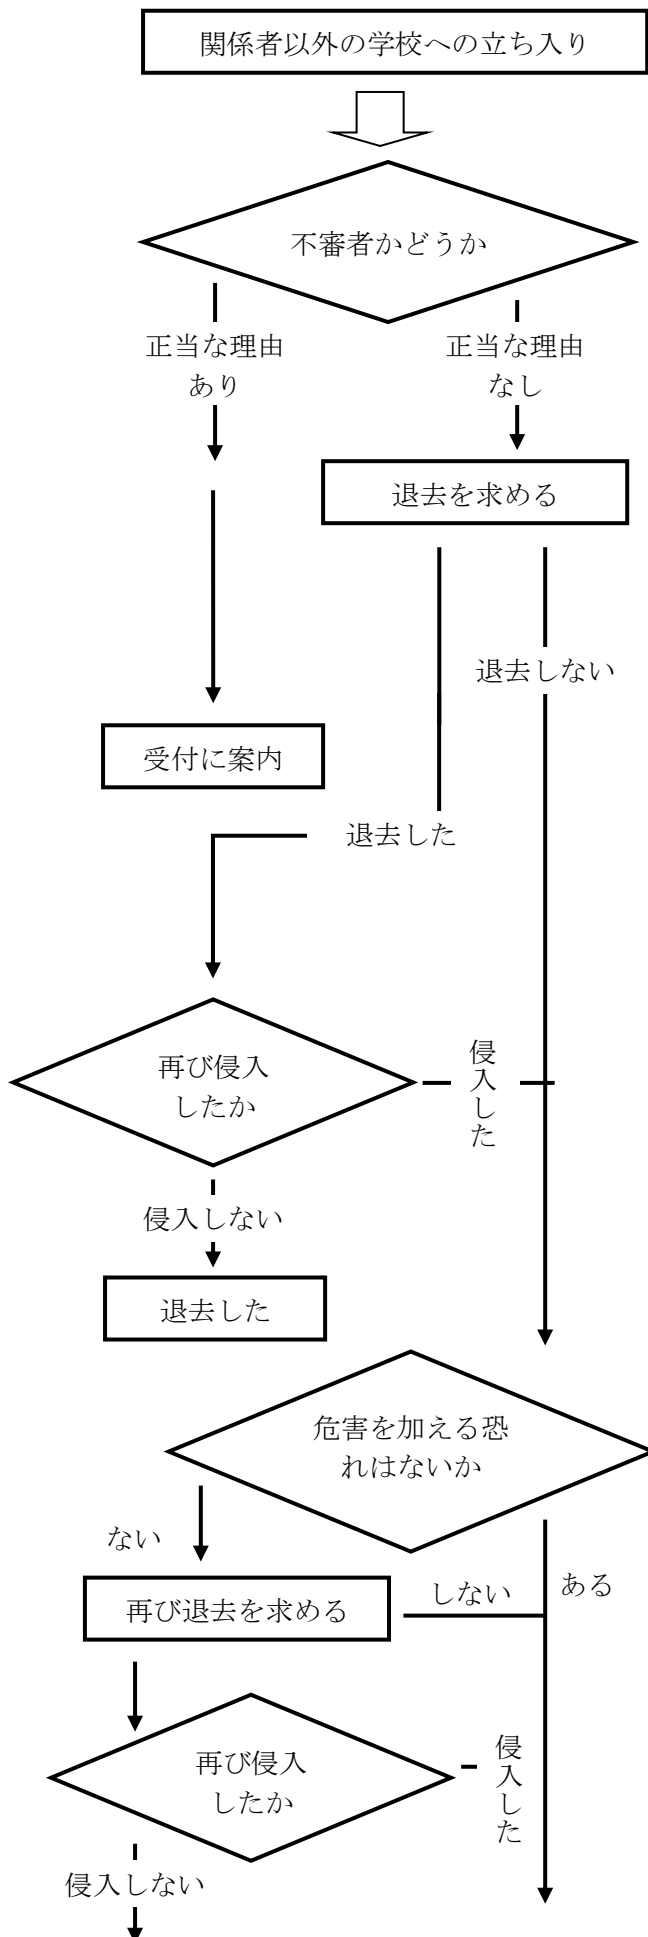 関係者以外の学校への立ち入り
不審者かどうか
正当な理由
あり
正当な理由
なし
退去を求める
退去しない
受付に案内
退去した
再び侵入
したか
侵入した
侵入しない
退去した
危害を加える恐
れはないか
ない
ある
再び退去を求める
しない
再び侵入
したか
侵入した
侵入しない